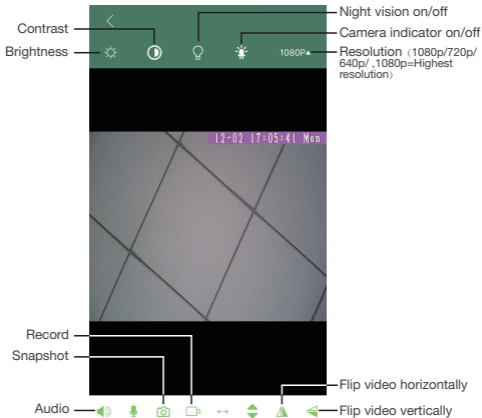 Night vision on/off
Contrast
Camera indicator on/off
Brightness
1080P
Resolution (1080p/720p/
640p/ ,1080p=Highest
resolution)
12-02 17:05:41 Mon
Record
Snapshot
Flip video horizontally
Audio
Flip video vertically